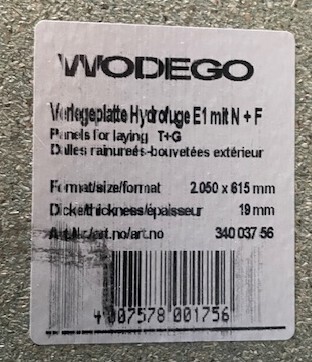 WODEGO
Verlegeplatte Hydrofuge E1 mit N + F
Panels for laying T+G
Dalles rainurées-bouvetées extérieur
Format/size/format 2.050 x 615 mm
Dicke/thickness/épaisseur 19 mm
Art.Nr./art.no/art.no 340 037 56
4 007578 001756